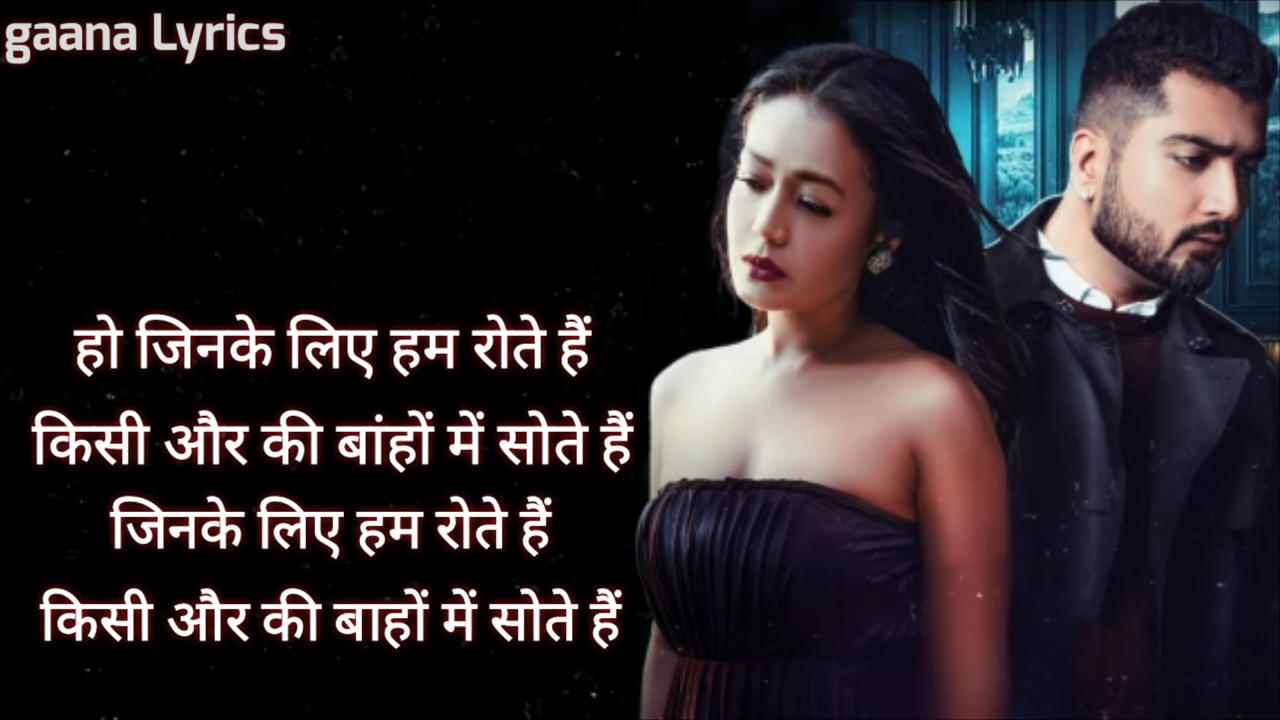 gaana Lyrics
हो जिनके लिए हम रोते हैं
किसी और की बांहों में सोते हैं
जिनके लिए हम रोते हैं
किसी और की बाहों में सोते हैं